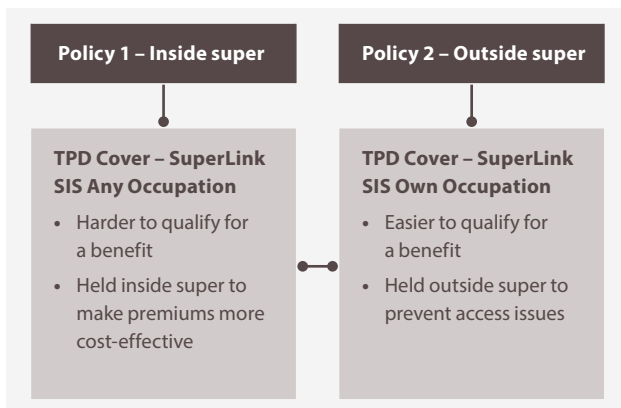 Policy 1 – Inside super
TPD Cover – SuperLink
SIS Any Occupation
• Harder to qualify for
a benefit
• Held inside super to
make premiums more
cost-effective
Policy 2 – Outside super
TPD Cover – SuperLink
SIS Own Occupation
• Easier to qualify for
a benefit
• Held outside super to
prevent access issues